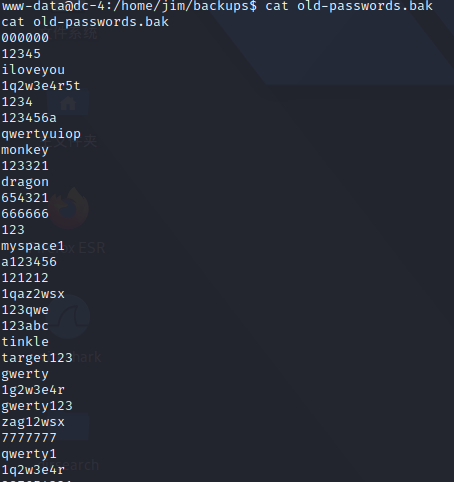 www-data@dc-4:/home/jim/backups$ cat old-passwords.bak
cat old-passwords.bak
000000
12345
iloveyou
1q2w3e4r5t
1234
123456a
qwertyuiop
monkey
123321
dragon
654321
666666
123
myspace1
a123456
121212
1qaz2wsx
123qwe
123abc
tinkle
target123
gwerty
1g2w3e4r
gwerty123
zag12wsx
7777777
qwerty1
1q2w3e4r